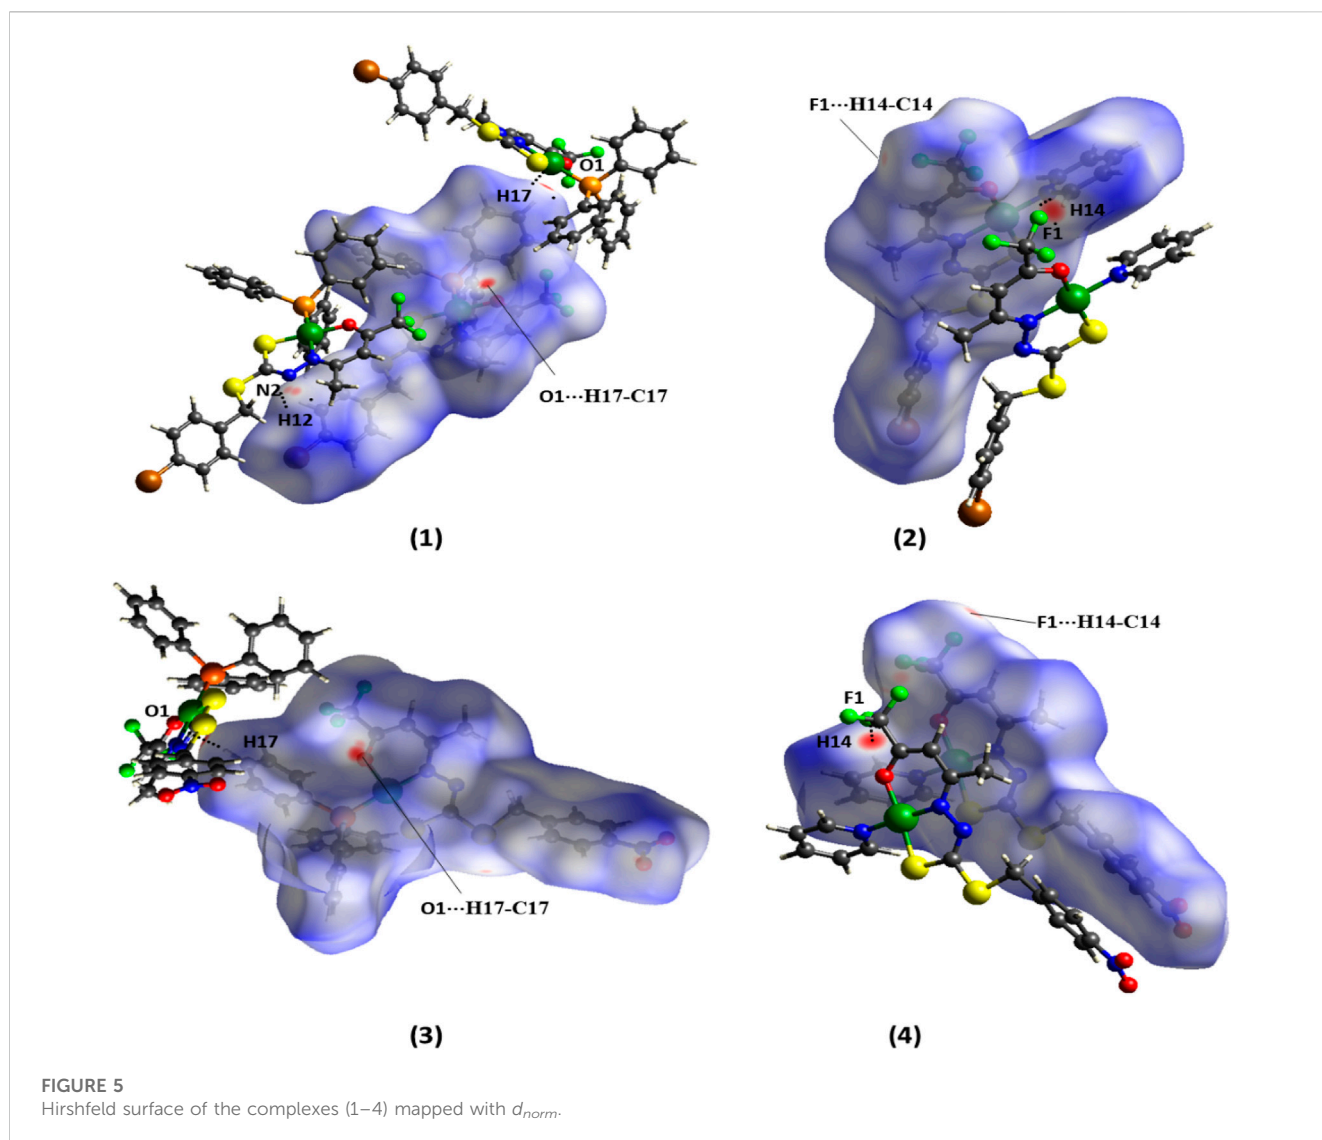 O1
H17
O1···H17-C17
N2
H12
(1)
F1···H14-C14
H14
F1
(2)
O1
H17
O1···H17-C17
(3)
F1···H14-C14
F1
H14
(4)
FIGURE 5
Hirshfeld surface of the complexes (1–4) mapped with dnorm.